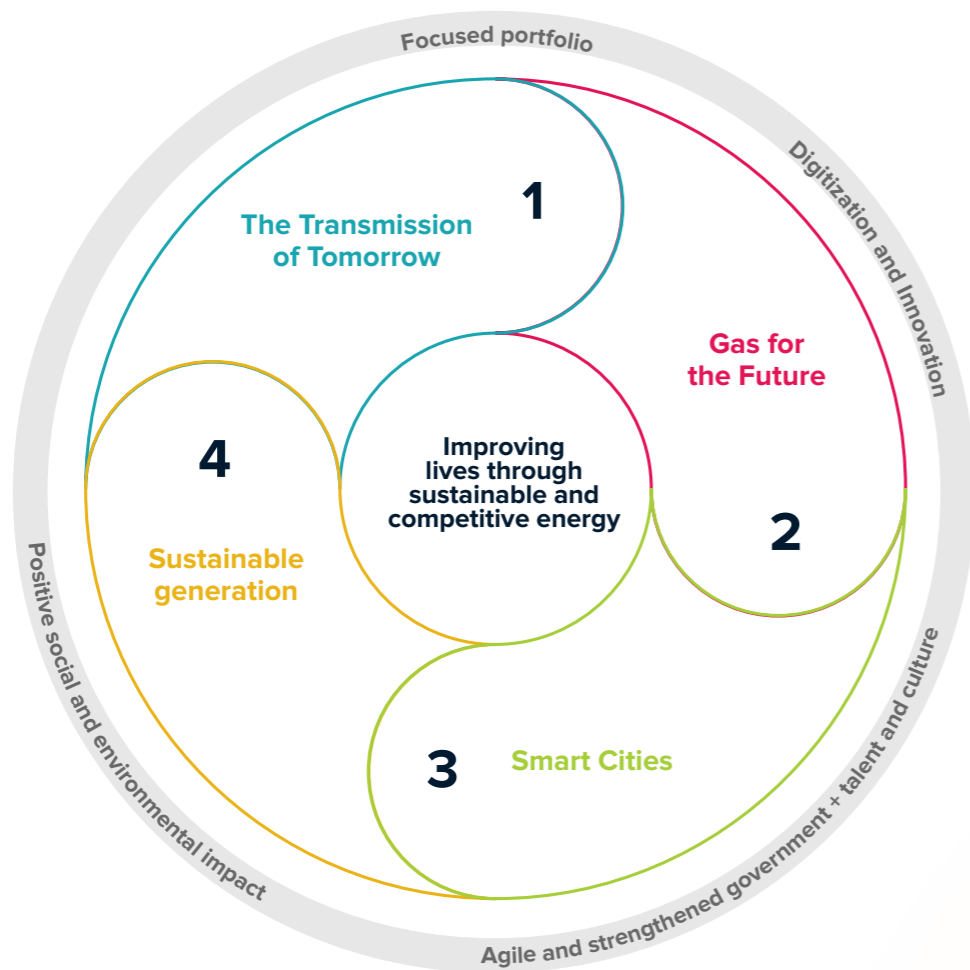 Focused portfolio
Digitization and Innovation
1
The Transmission
of Tomorrow
Gas for
the Future
2
Improving
lives through
sustainable and
competitive energy
4
Sustainable
generation
3
Smart Cities
Positive social and environmental impact
Agile and strengthened government + talent and culture